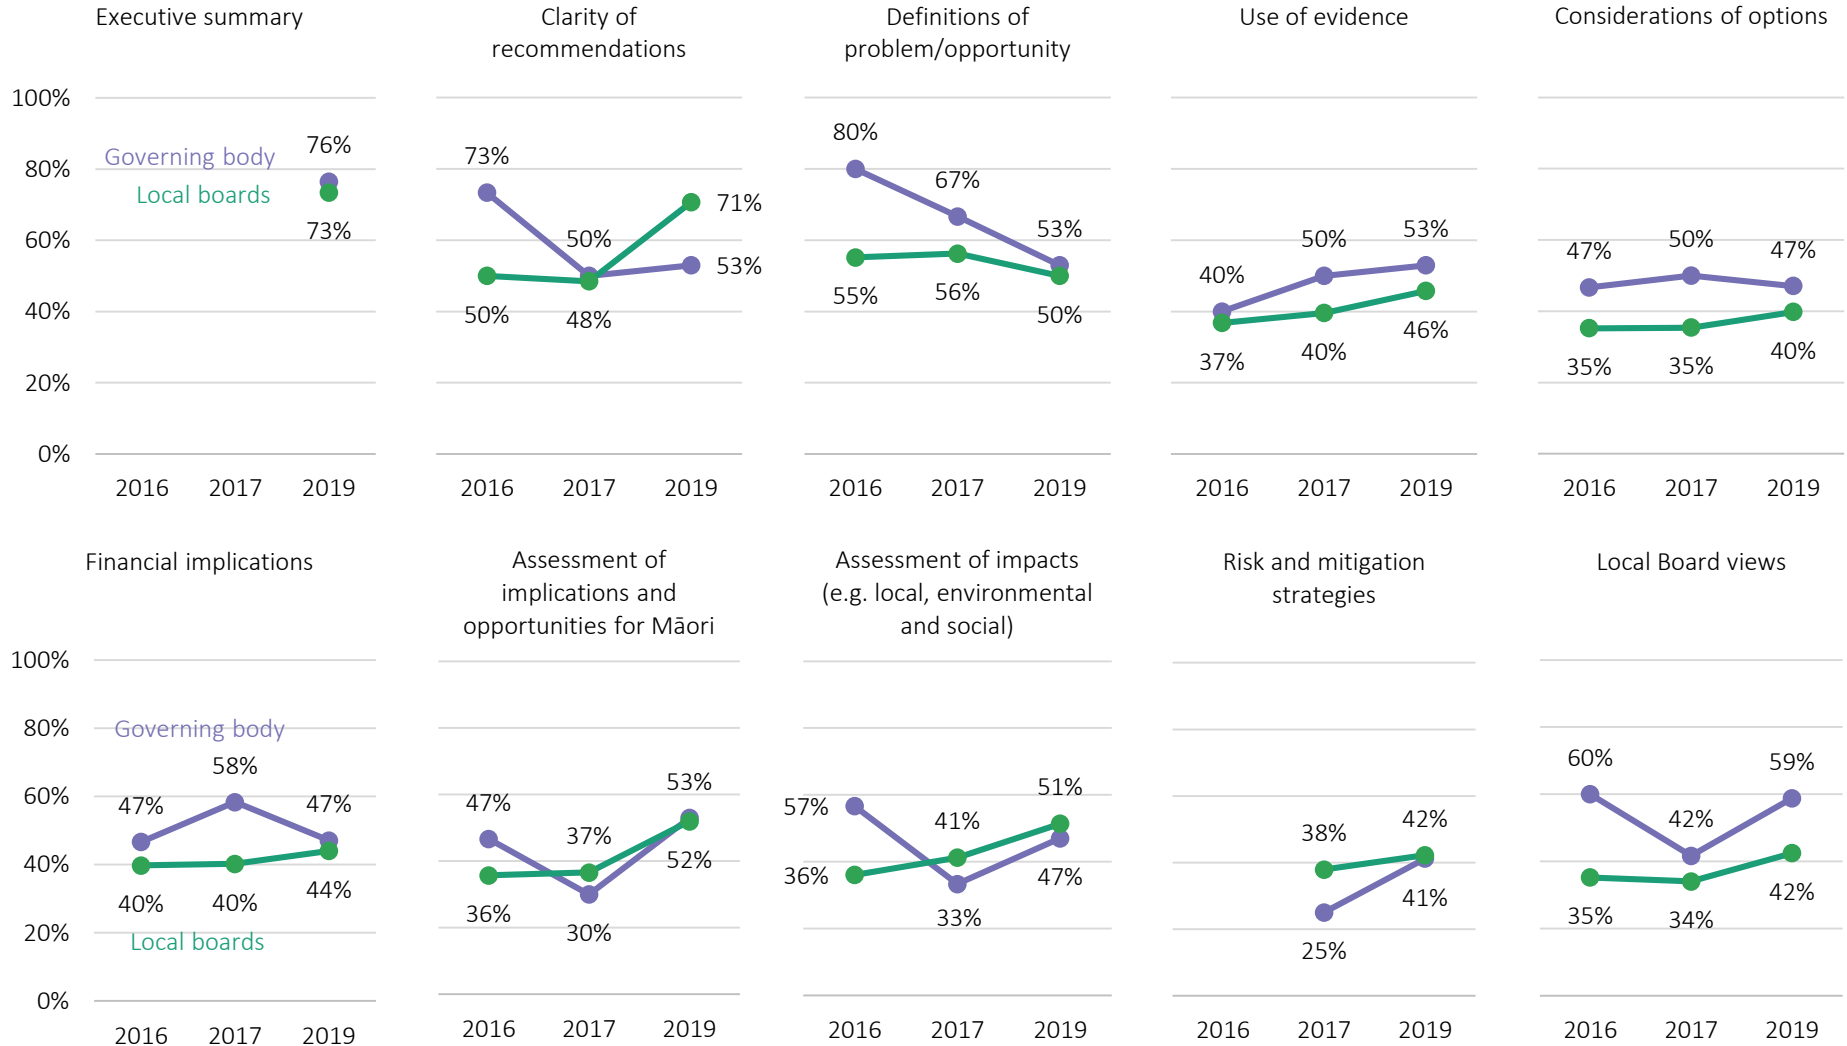 Executive summary
100%
80%
60%
40%
20%
0%
Governing body
Local boards
76%
73%
2016 2017 2019
Clarity of
recommendations
73%
50%
71%
53%
50%
48%
2016 2017 2019
Definitions of
problem/opportunity
80%
67%
53%
55%
56%
50%
2016 2017 2019
Use of evidence
40%
50%
53%
37%
40%
46%
2016 2017 2019
Considerations of options
47%
50%
47%
35%
35%
40%
2016 2017 2019
Financial implications
100%
80%
60%
40%
20%
0%
Governing body
58%
47%
47%
40%
40%
44%
Local boards
2016 2017 2019
Assessment of
implications and
opportunities for Māori
47%
37%
53%
36%
30%
52%
2016 2017 2019
Assessment of impacts
(e.g. local, environmental
and social)
57%
41%
51%
36%
33%
47%
2016 2017 2019
Risk and mitigation
strategies
38%
42%
25%
41%
2016 2017 2019
Local Board views
60%
42%
59%
35%
34%
42%
2016 2017 2019